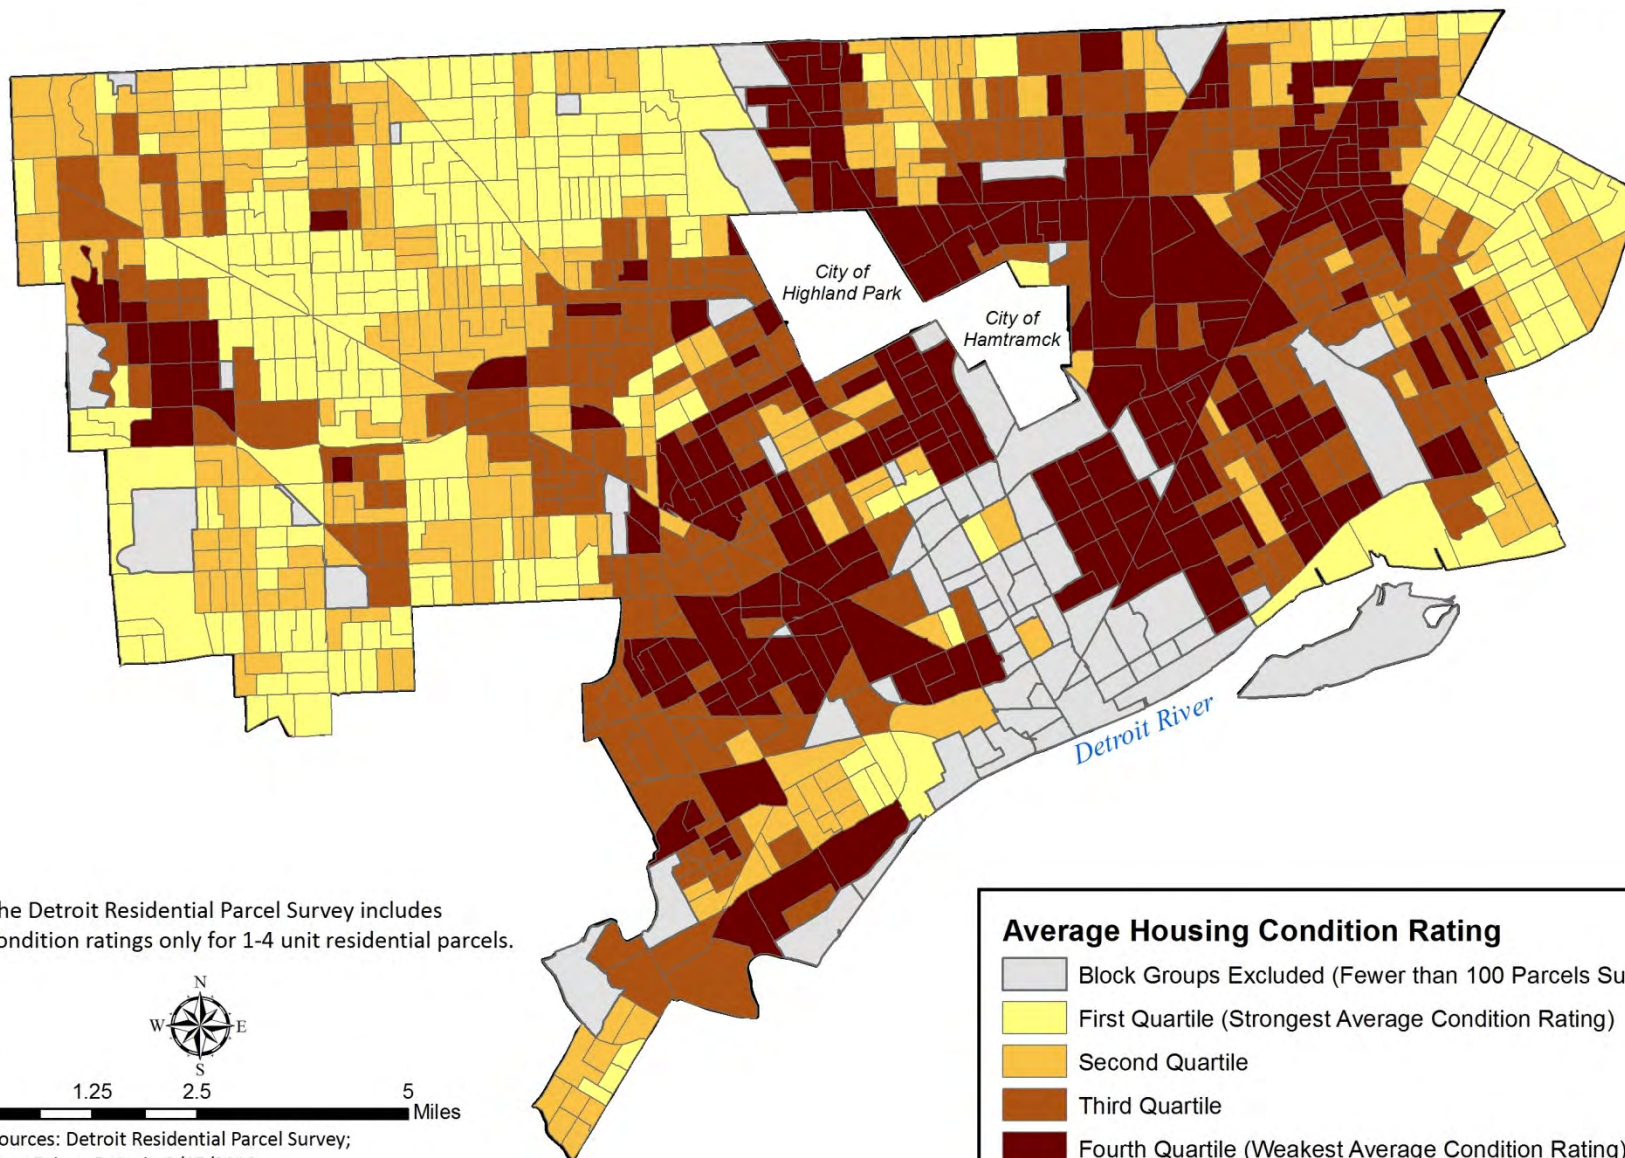 City of
Highland Park
City of
Hamtramck
Detroit River
he Detroit Residential Parcel Survey includes
ondition ratings only for 1-4 unit residential parcels.
N
W E
S
1.25 2.5 5
Miles
ources: Detroit Residential Parcel Survey;
Average Housing Condition Rating
Block Groups Excluded (Fewer than 100 Parcels Su
First Quartile (Strongest Average Condition Rating)
Second Quartile
Third Quartile
Fourth Quartile (Weakest Average Condition Rating)